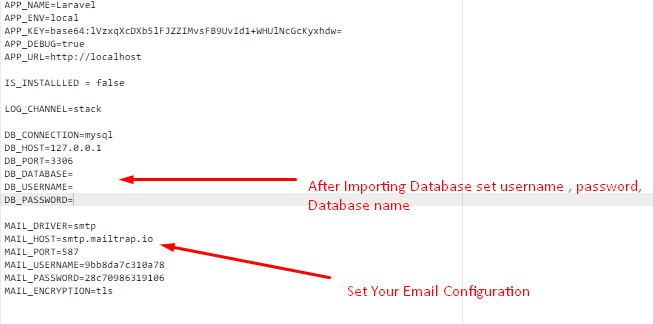 APP_NAME=Laravel
APP_ENV=local
APP_KEY=base64:lVzxqXcDXb5lFJZZIMvsFB9UvId1+WHUlNcGcKyxhdw=
APP_DEBUG=true
APP_URL=http://localhost
IS_INSTALLLED = false
LOG_CHANNEL=stack
DB_CONNECTION=mysql
DB_HOST=127.0.0.1
DB_PORT=3306
DB_DATABASE=
DB_USERNAME=
DB_PASSWORD=
After Importing Database set username , password,
Database name
MAIL_DRIVER=smtp
MAIL_HOST=smtp.mailtrap.io
MAIL_PORT=587
MAIL_USERNAME=9bb8da7c310a78
MAIL_PASSWORD=28c70986319106
MAIL_ENCRYPTION=tls
Set Your Email Configuration